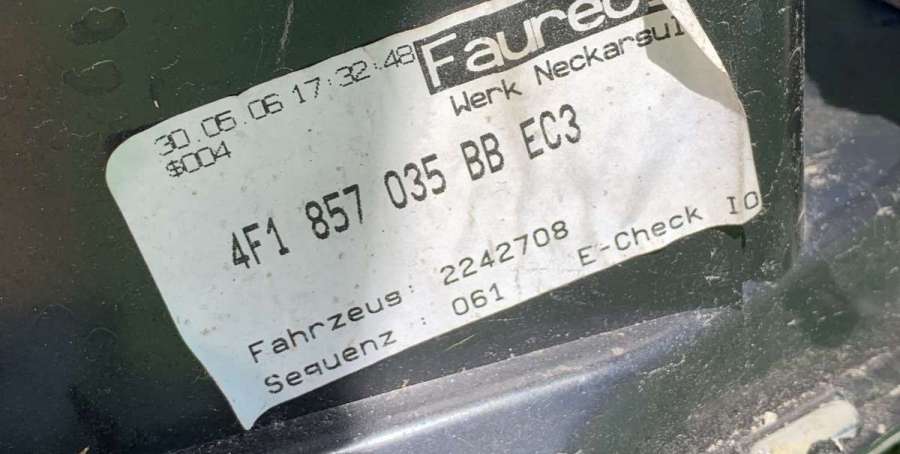 30.06.06 17:32:48
$004
Faurec
Werk Neckarsul
4F1 857 035 BB EC3
Fahrzeug: 2242708
Sequenz : 061
E-Check IO